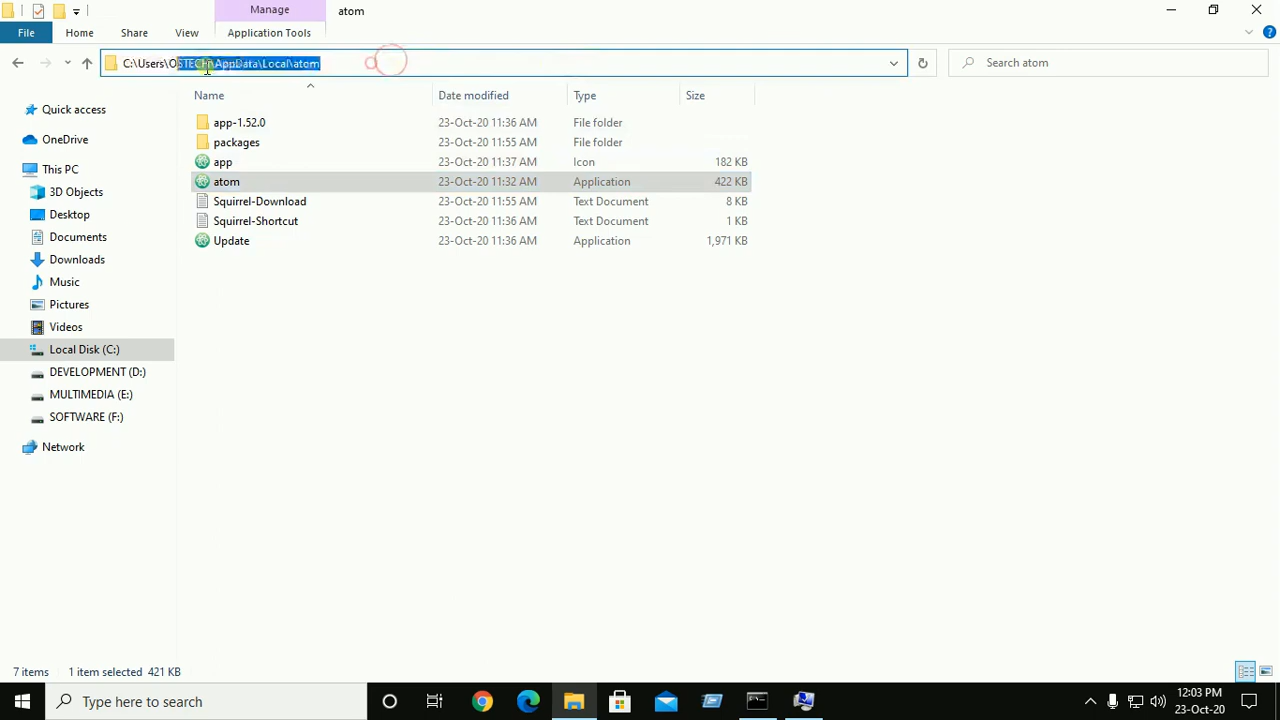 Manage
atom
File
Home
Share
View
Application Tools
C:\Users\OSTECH\AppData\Local\atom
Search atom
Name
Date modified
Type
Size
Quick access
OneDrive
This PC
3D Objects
Desktop
Documents
Downloads
Music
Pictures
Videos
Local Disk (C:)
DEVELOPMENT (D:)
MULTIMEDIA (E:)
SOFTWARE (F:)
Network
app-1.52.0 23-Oct-20 11:36 AM File folder
packages 23-Oct-20 11:55 AM File folder
app 23-Oct-20 11:37 AM Icon 182 KB
atom 23-Oct-20 11:32 AM Application 422 KB
Squirrel-Download 23-Oct-20 11:55 AM Text Document 8 KB
Squirrel-Shortcut 23-Oct-20 11:36 AM Text Document 1 KB
Update 23-Oct-20 11:36 AM Application 1,971 KB
7 items 1 item selected 421 KB
Type here to search
12:03 PM
23-Oct-20